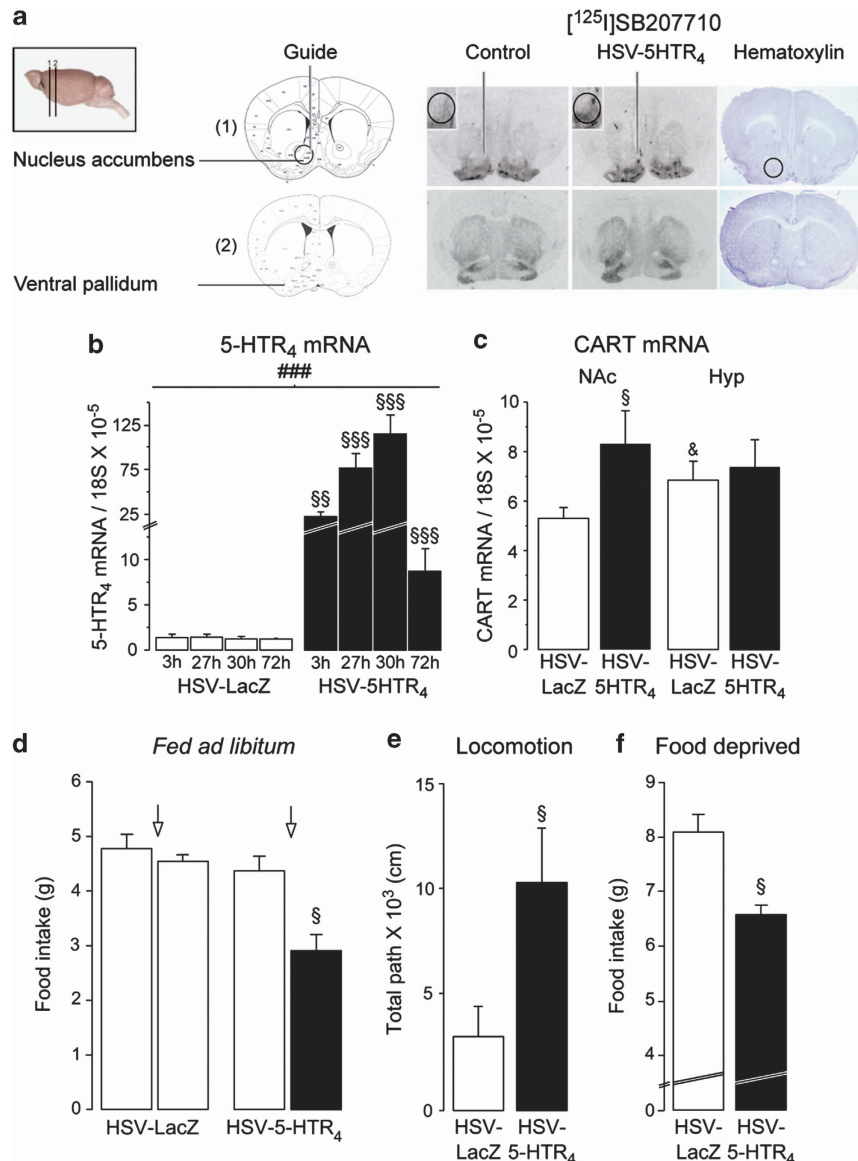 a
[¹²⁵I]SB207710
Guide
Control
HSV-5HTR₄
Hematoxylin
1 2
(1)
Nucleus accumbens
(2)
Ventral pallidum
b
5-HTR₄ mRNA
###
5-HTR₄ mRNA / 18S X 10⁻⁵
125
75
25
10
5
0
§§
§§§
§§§
§§§
3h 27h 30h 72h
3h 27h 30h 72h
HSV-LacZ
HSV-5HTR₄
c
CART mRNA
NAc
Hyp
CART mRNA / 18S X 10⁻⁵
10
8
6
4
2
0
§
&
HSV-LacZ
HSV-5HTR₄
HSV-LacZ
HSV-5HTR₄
d
Fed ad libitum
Food intake (g)
6
5
4
3
2
1
0
§
HSV-LacZ
HSV-5-HTR₄
e
Locomotion
Total path X 10³ (cm)
15
10
5
0
§
HSV-LacZ
HSV-5-HTR₄
f
Food deprived
Food intake (g)
9
8
7
6
5
4
0
§
HSV-LacZ
HSV-5-HTR₄